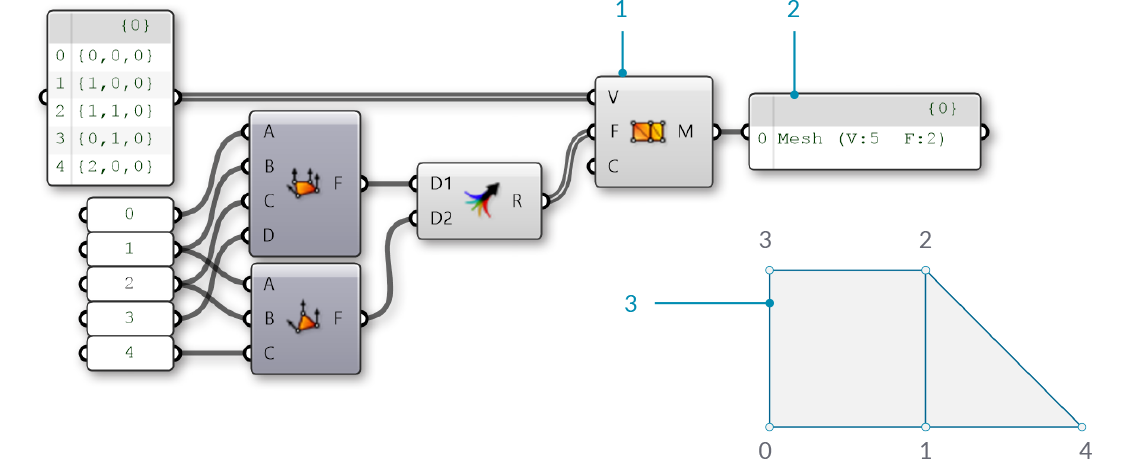 1
2
{0}
0 {0,0,0}
1 {1,0,0}
2 {1,1,0}
3 {0,1,0}
4 {2,0,0}
V
F M
C
{0}
0 Mesh (V:5 F:2)
A
B
C
D
F
D1
D2
R
0
1
2
3
4
A
B
C
F
3 2
3
0 1 4